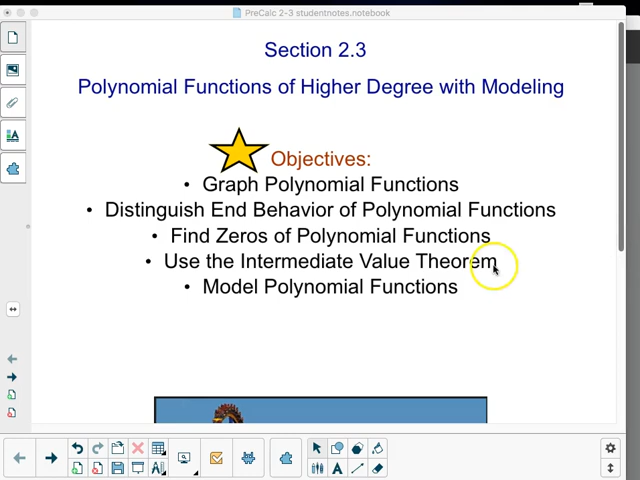 PreCalc 2-3 studentnotes.notebook
Section 2.3
Polynomial Functions of Higher Degree with Modeling
Objectives:
• Graph Polynomial Functions
• Distinguish End Behavior of Polynomial Functions
• Find Zeros of Polynomial Functions
• Use the Intermediate Value Theorem
• Model Polynomial Functions